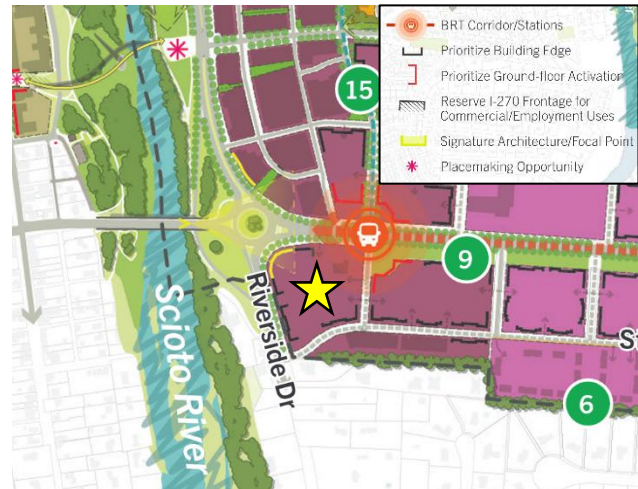 BRT Corridor/Stations
Prioritize Building Edge
Prioritize Ground-floor Activation
Reserve I-270 Frontage for
Commercial/Employment Uses
Signature Architecture/Focal Point
Placemaking Opportunity
15
9
Riverside Dr
Scioto River
St
6